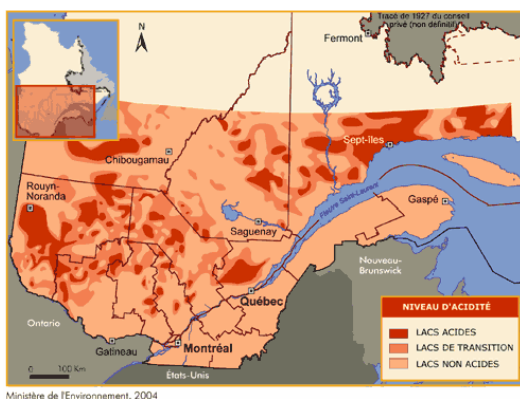 Tracé de 1927 du conseil
privé (non définitif)
N
Fermont
Sept-Îles
Chibougamau
Rouyn-
Noranda
Fleuve Saint-Laurent
Gaspé
Saguenay
Nouveau-
Brunswick
Québec
NIVEAU D'ACIDITÉ
Ontario
LACS ACIDES
Gatineau
Montréal
LACS DE TRANSITION
0 100 Km
États-Unis
LACS NON ACIDES
Ministère de l'Environnement, 2004